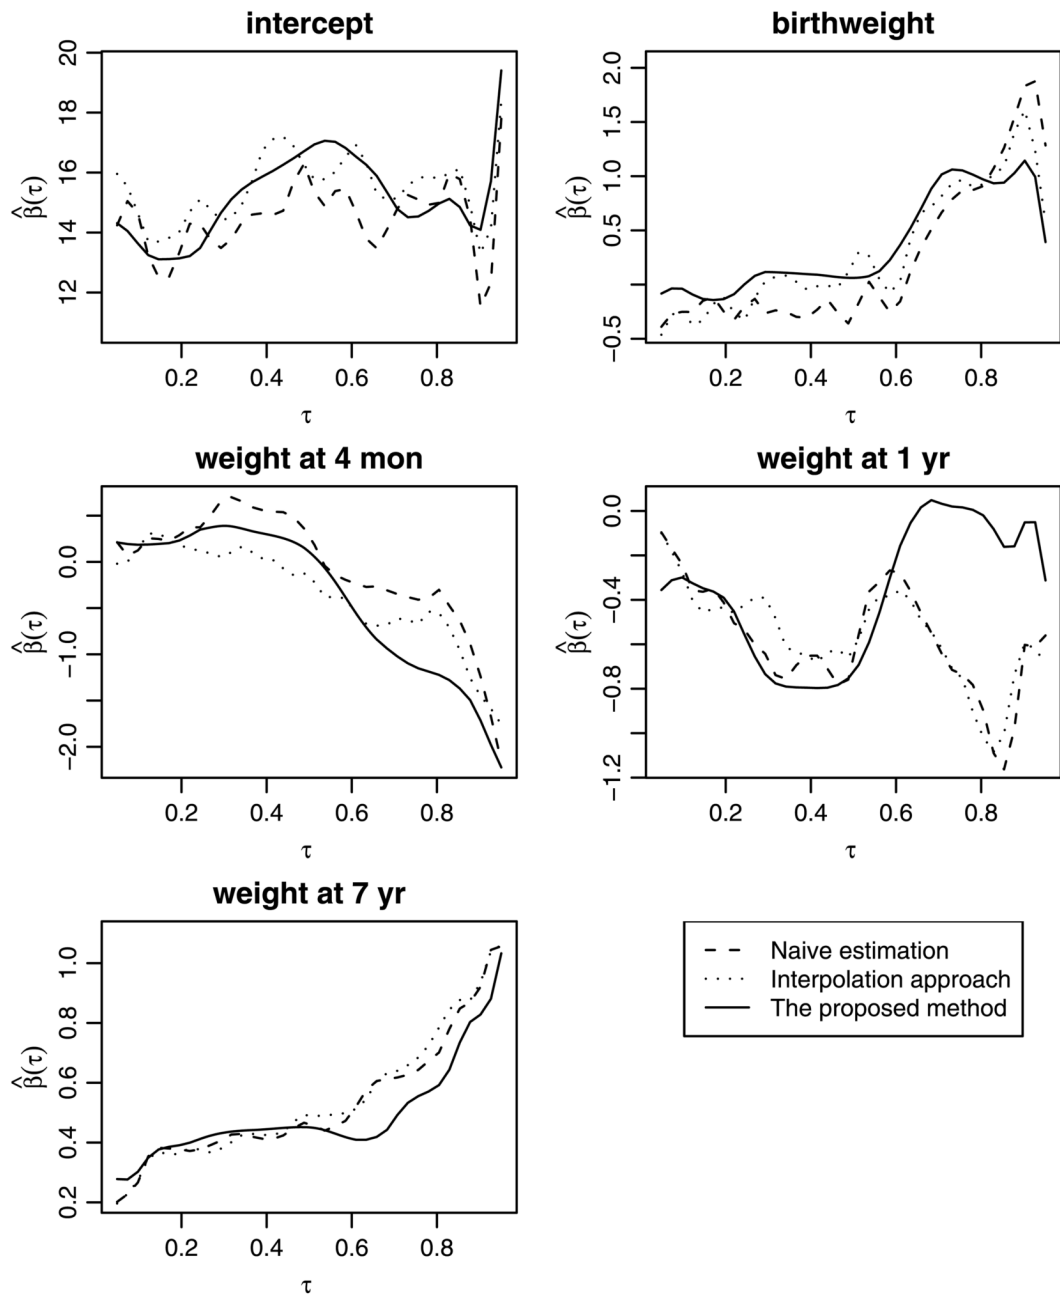 intercept
20
18
16
14
12
β̂(τ)
0.2 0.4 0.6 0.8
τ
birthweight
2.0
1.5
1.0
0.5
−0.5
β̂(τ)
0.2 0.4 0.6 0.8
τ
weight at 4 mon
0.0
−1.0
−2.0
β̂(τ)
0.2 0.4 0.6 0.8
τ
weight at 1 yr
0.0
−0.4
−0.8
−1.2
β̂(τ)
0.2 0.4 0.6 0.8
τ
weight at 7 yr
1.0
0.8
0.6
0.4
0.2
β̂(τ)
0.2 0.4 0.6 0.8
τ
Naive estimation
Interpolation approach
The proposed method